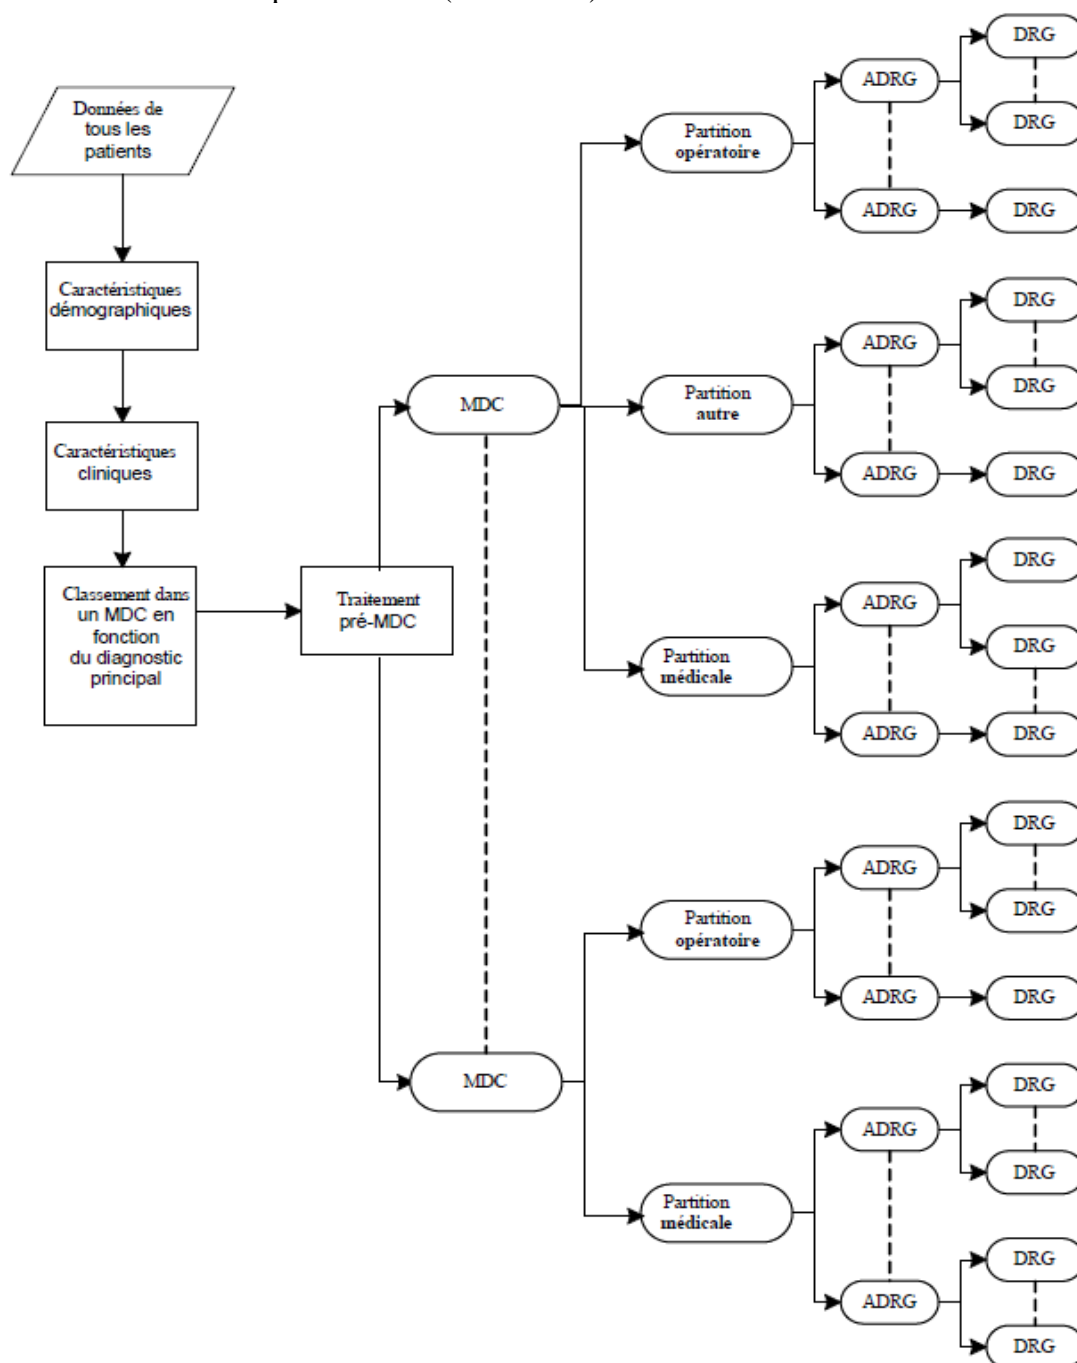 Données de
tous les
patients
Caractéristiques
démographiques
Caractéristiques
cliniques
Classement dans
un MDC en
fonction
du diagnostic
principal
Traitement
pré-MDC
MDC
Partition
opératoire
ADRG
DRG
DRG
ADRG
DRG
Partition
autre
ADRG
DRG
DRG
ADRG
DRG
Partition
médicale
ADRG
DRG
DRG
ADRG
DRG
MDC
Partition
opératoire
ADRG
DRG
DRG
ADRG
DRG
Partition
médicale
ADRG
DRG
DRG
ADRG
DRG
DRG